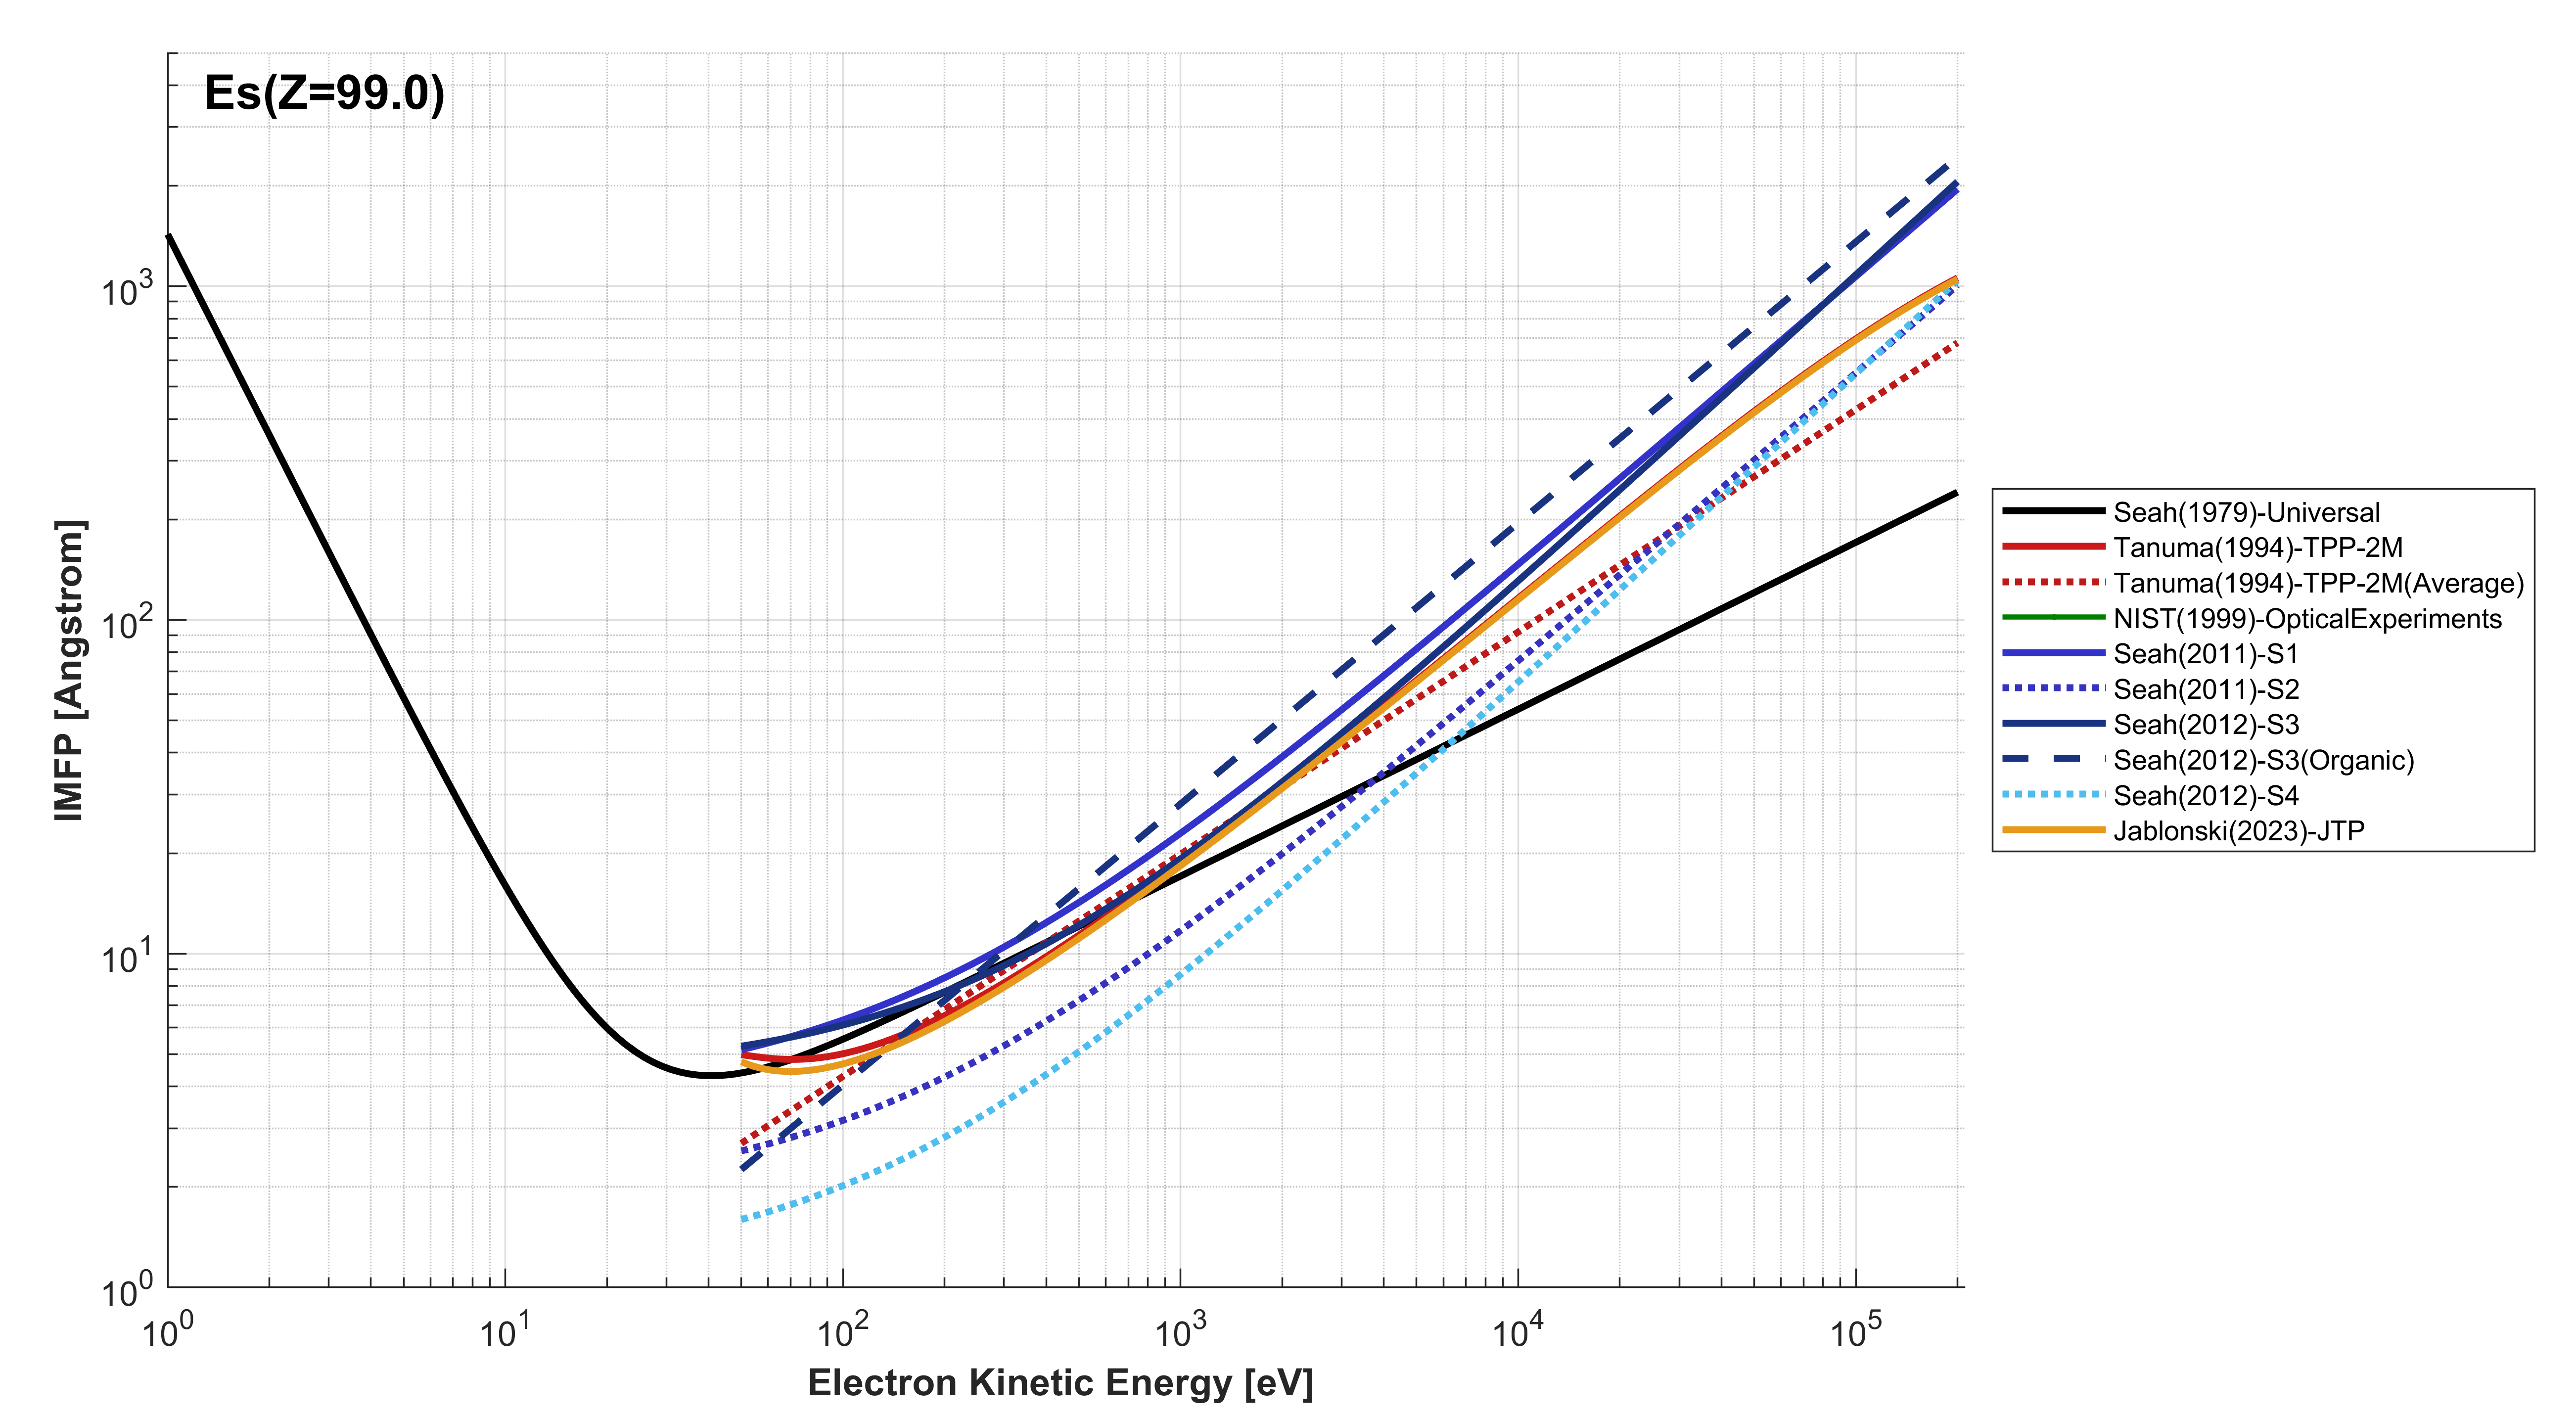 Es(Z=99.0)
IMFP [Angstrom]
10^3
10^2
10^1
10^0
10^0 10^1 10^2 10^3 10^4 10^5
Electron Kinetic Energy [eV]
Seah(1979)-Universal
Tanuma(1994)-TPP-2M
Tanuma(1994)-TPP-2M(Average)
NIST(1999)-OpticalExperiments
Seah(2011)-S1
Seah(2011)-S2
Seah(2012)-S3
Seah(2012)-S3(Organic)
Seah(2012)-S4
Jablonski(2023)-JTP